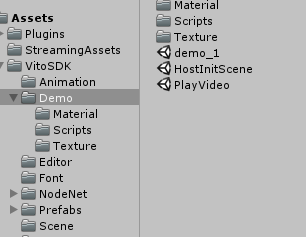 Assets
Plugins
StreamingAssets
VitoSDK
Animation
Demo
Material
Scripts
Texture
Editor
Font
NodeNet
Prefabs
Scene
Material
Scripts
Texture
demo_1
HostInitScene
PlayVideo